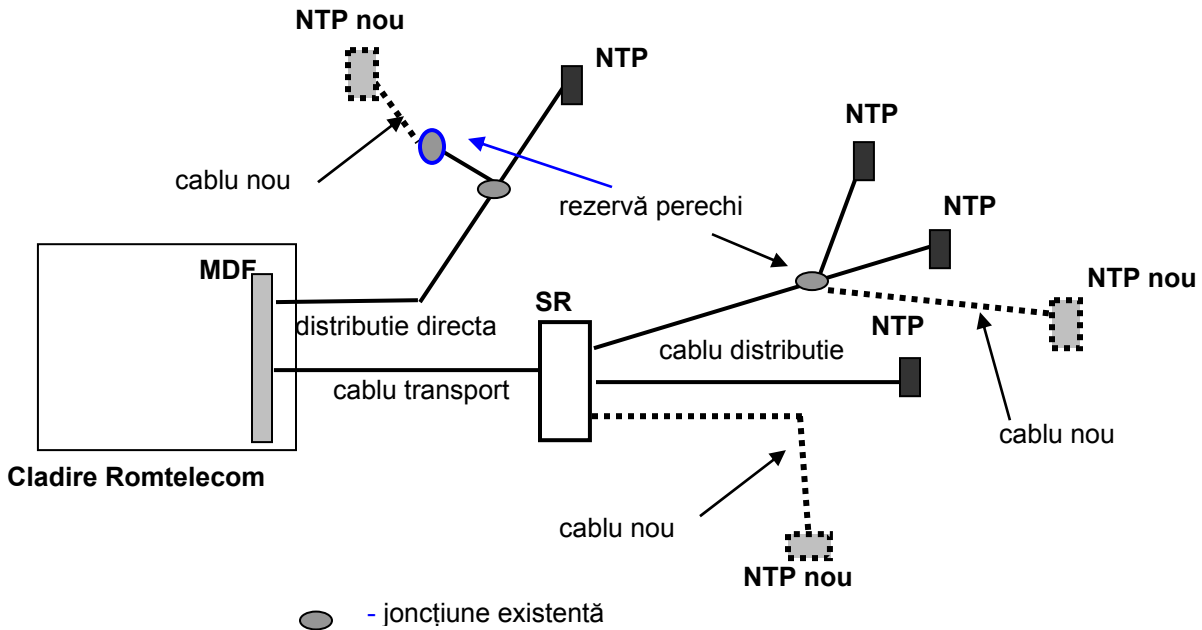 NTP nou
NTP
NTP
cablu nou
rezervă perechi
NTP
MDF
NTP nou
SR
distributie directa
NTP
cablu distributie
cablu transport
cablu nou
Cladire Romtelecom
cablu nou
NTP nou
- joncțiune existentă